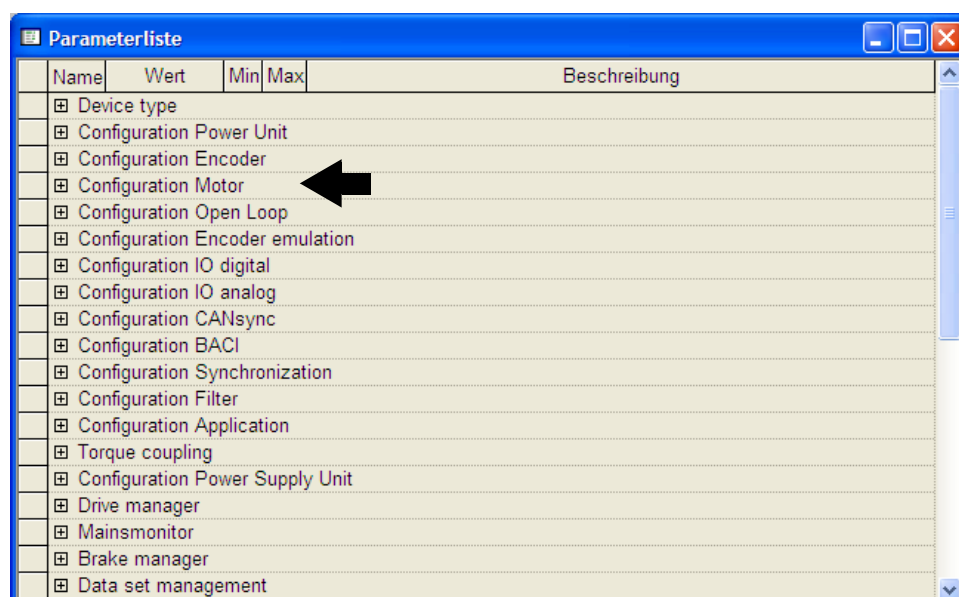 Parameterliste
Name Wert Min Max Beschreibung
Device type
Configuration Power Unit
Configuration Encoder
Configuration Motor
Configuration Open Loop
Configuration Encoder emulation
Configuration IO digital
Configuration IO analog
Configuration CANsync
Configuration BACI
Configuration Synchronization
Configuration Filter
Configuration Application
Torque coupling
Configuration Power Supply Unit
Drive manager
Mainsmonitor
Brake manager
Data set management